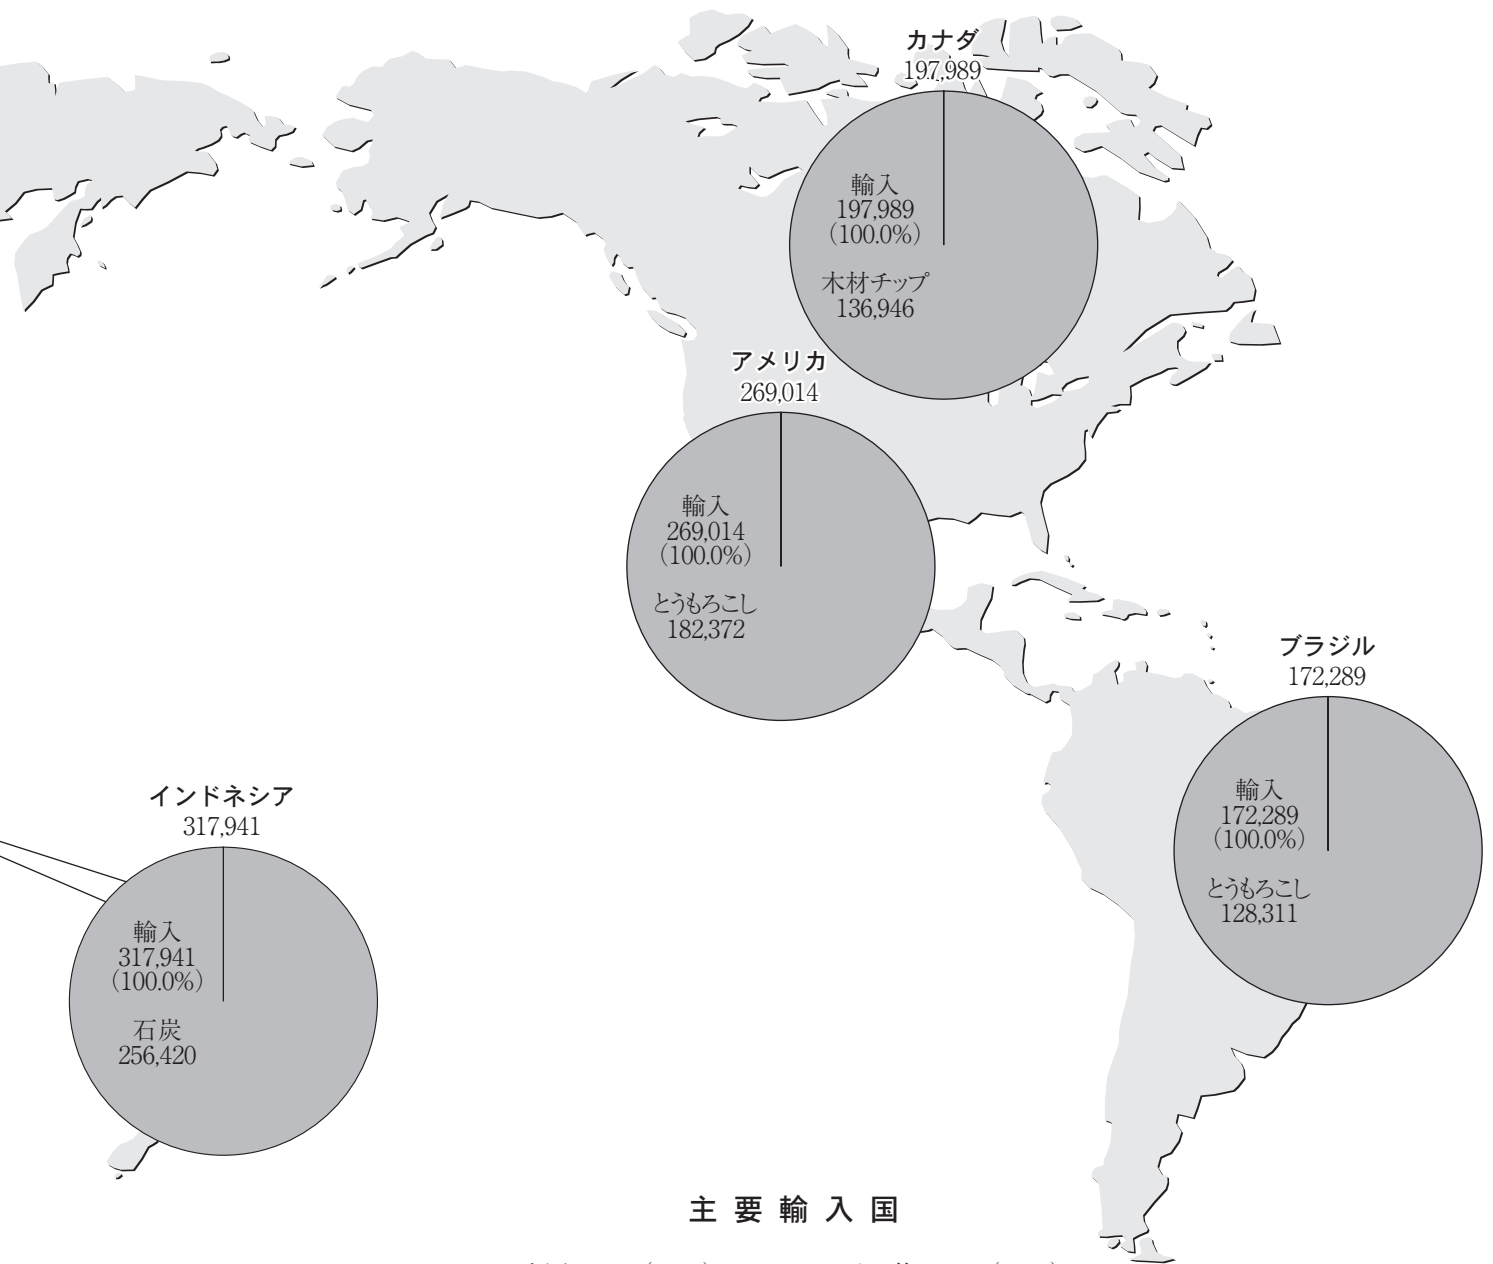 カナダ
197,989
輸入
197,989
(100.0%)
木材チップ
136,946
アメリカ
269,014
輸入
269,014
(100.0%)
とうもろこし
182,372
ブラジル
172,289
輸入
172,289
(100.0%)
とうもろこし
128,311
インドネシア
317,941
輸入
317,941
(100.0%)
石炭
256,420
主要輸入国